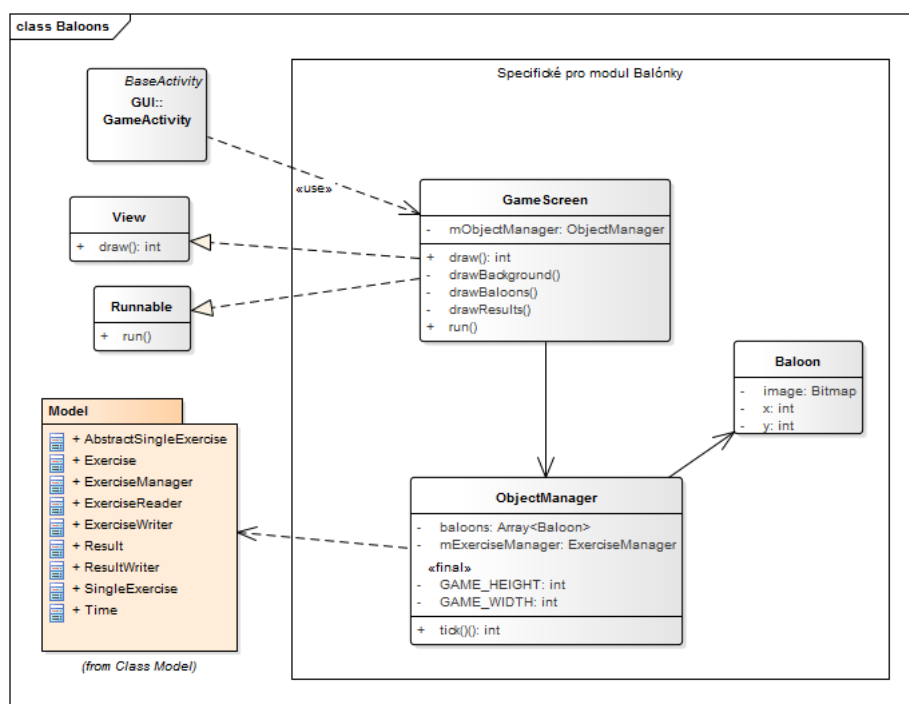 class Baloons
Specifické pro modul Balónky
BaseActivity
GUI::
GameActivity
«use»
View
+ draw(): int
Runnable
+ run()
GameScreen
- mObjectManager: ObjectManager
+ draw(): int
- drawBackground()
- drawBaloons()
- drawResults()
+ run()
Baloon
- image: Bitmap
- x: int
- y: int
Model
+ AbstractSingleExercise
+ Exercise
+ ExerciseManager
+ ExerciseReader
+ ExerciseWriter
+ Result
+ ResultWriter
+ SingleExercise
+ Time
(from Class Model)
ObjectManager
- baloons: Array<Baloon>
- mExerciseManager: ExerciseManager
«final»
- GAME_HEIGHT: int
- GAME_WIDTH: int
+ tick()(): int